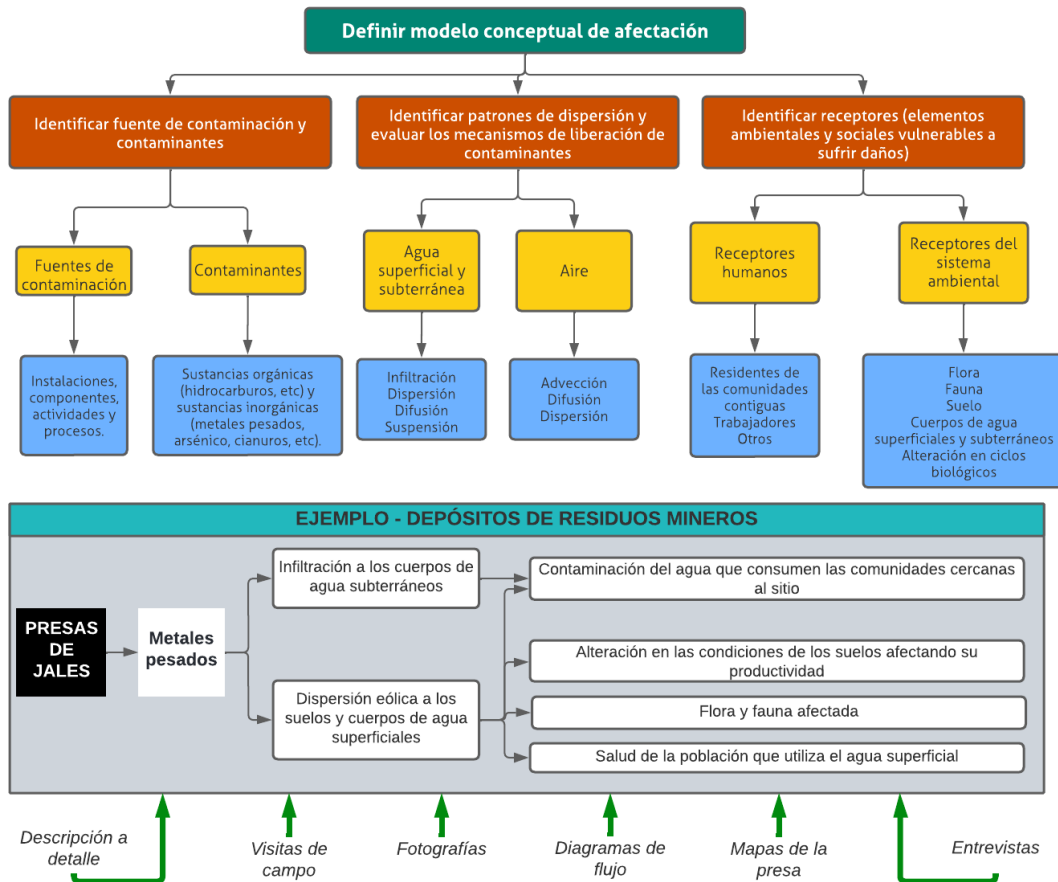 Definir modelo conceptual de afectación
Identificar fuente de contaminación y
contaminantes
Identificar patrones de dispersión y
evaluar los mecanismos de liberación de
contaminantes
Identificar receptores (elementos
ambientales y sociales vulnerables a
sufrir daños)
Fuentes de
contaminación
Contaminantes
Agua
superficial y
subterránea
Aire
Receptores
humanos
Receptores del
sistema
ambiental
Instalaciones,
componentes,
actividades y
procesos.
Sustancias orgánicas
(hidrocarburos, etc) y
sustancias inorgánicas
(metales pesados,
arsénico, cianuros, etc).
Infiltración
Dispersión
Difusión
Suspensión
Advección
Difusión
Dispersión
Residentes de
las comunidades
contiguas
Trabajadores
Otros
Flora
Fauna
Suelo
Cuerpos de agua
superficiales y subterráneos
Alteración en ciclos
biológicos
EJEMPLO - DEPÓSITOS DE RESIDUOS MINEROS
PRESAS
DE
JALES
Metales
pesados
Infiltración a los cuerpos de
agua subterráneos
Dispersión eólica a los
suelos y cuerpos de agua
superficiales
Contaminación del agua que consumen las comunidades cercanas
al sitio
Alteración en las condiciones de los suelos afectando su
productividad
Flora y fauna afectada
Salud de la población que utiliza el agua superficial
Descripción a
detalle
Visitas de
campo
Fotografías
Diagramas de
flujo
Mapas de la
presa
Entrevistas